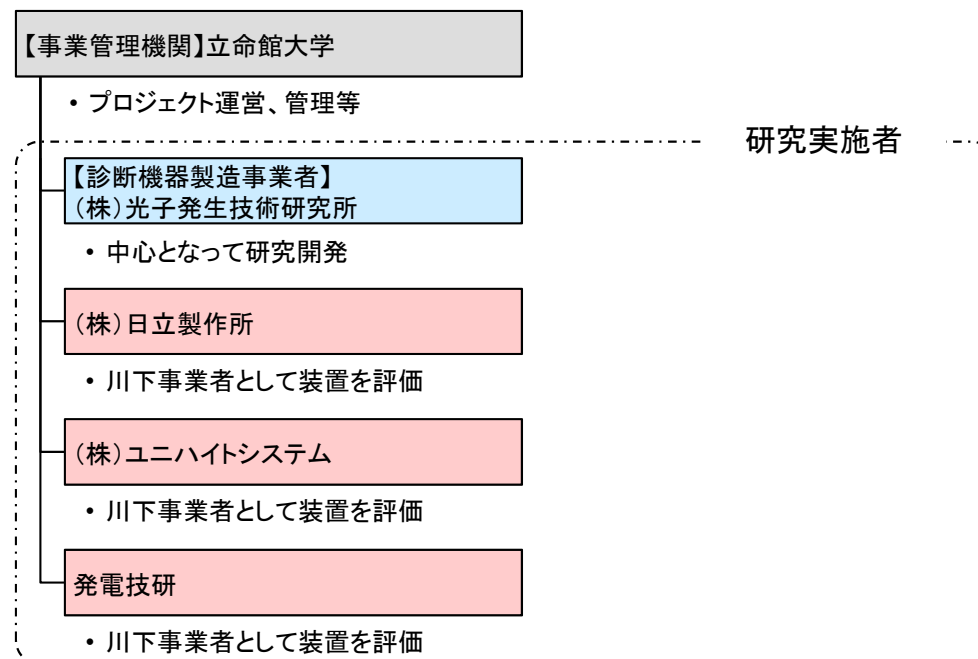 【事業管理機関】立命館大学
• プロジェクト運営、管理等
研究実施者
【診断機器製造事業者】
（株）光子発生技術研究所
• 中心となって研究開発
（株）日立製作所
• 川下事業者として装置を評価
（株）ユニハイトシステム
• 川下事業者として装置を評価
発電技研
• 川下事業者として装置を評価